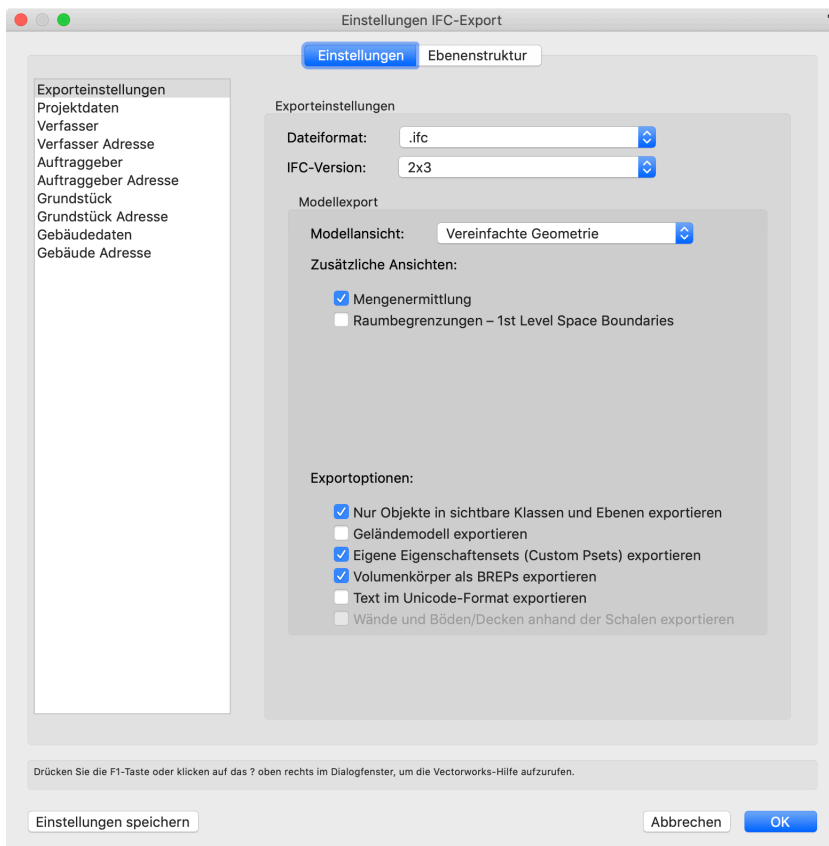 Einstellungen IFC-Export
Einstellungen Ebenenstruktur
Exporteinstellungen
Projektdaten
Verfasser
Verfasser Adresse
Auftraggeber
Auftraggeber Adresse
Grundstück
Grundstück Adresse
Gebäudedaten
Gebäude Adresse
Exporteinstellungen
Dateiformat: .ifc
IFC-Version: 2x3
Modellexport
Modellansicht: Vereinfachte Geometrie
Zusätzliche Ansichten:
Mengenermittlung
Raumbegrenzungen – 1st Level Space Boundaries
Exportoptionen:
Nur Objekte in sichtbare Klassen und Ebenen exportieren
Geländemodell exportieren
Eigene Eigenschaftensets (Custom Psets) exportieren
Volumenkörper als BREPs exportieren
Text im Unicode-Format exportieren
Wände und Böden/Decken anhand der Schalen exportieren
Drücken Sie die F1-Taste oder klicken auf das ? oben rechts im Dialogfenster, um die Vectorworks-Hilfe aufzurufen.
Einstellungen speichern Abbrechen OK